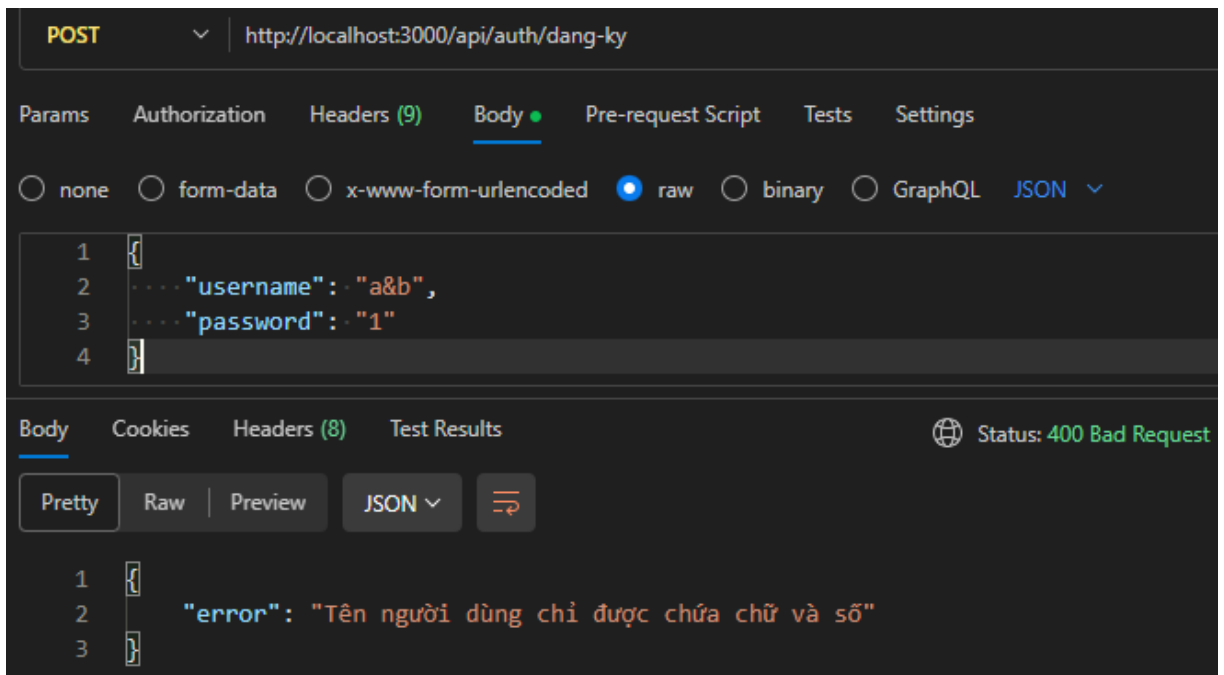 POST http://localhost:3000/api/auth/dang-ky
Params Authorization Headers (9) Body Pre-request Script Tests Settings
none form-data x-www-form-urlencoded raw binary GraphQL JSON
1 {
2 "username": "a&b",
3 "password": "1"
4 }
Body Cookies Headers (8) Test Results Status: 400 Bad Request
Pretty Raw Preview JSON
1 {
2 "error": "Tên người dùng chỉ được chứa chữ và số"
3 }